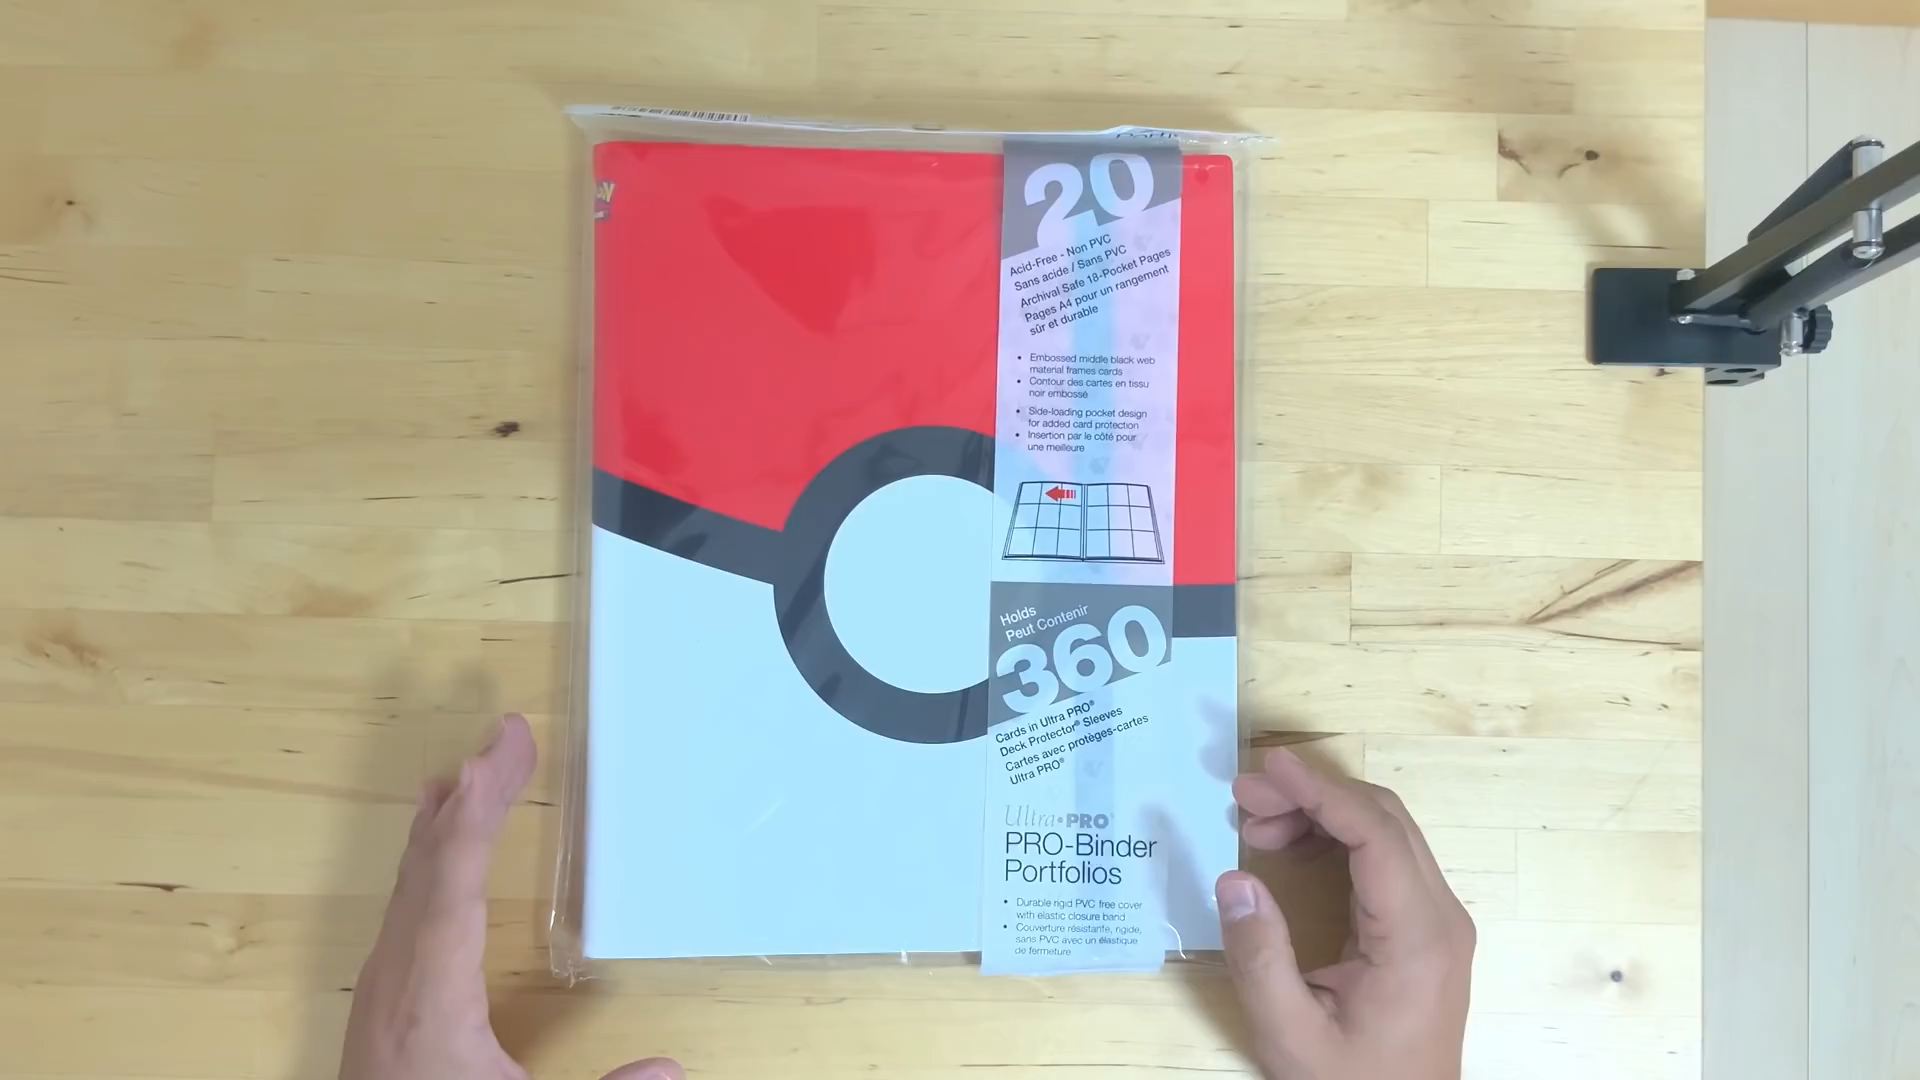 20
Acid-Free - Non PVC
Sans acide / Sans PVC
Archival Safe 18-Pocket Pages
Pages A4 pour un rangement
sûr et durable
• Embossed middle black web
material frames cards
• Contour des cartes en tissu
noir embossé
• Side-loading pocket design
for added card protection
• Insertion par le côté pour
une meilleure
Holds
Peut Contenir
360
Cards in Ultra PRO®
Deck Protector® Sleeves
Cartes avec protèges-cartes
Ultra PRO®
Ultra•PRO®
PRO-Binder
Portfolios
• Durable rigid PVC free cover
with elastic closure band
• Couverture résistante, rigide,
sans PVC avec un élastique
de fermeture